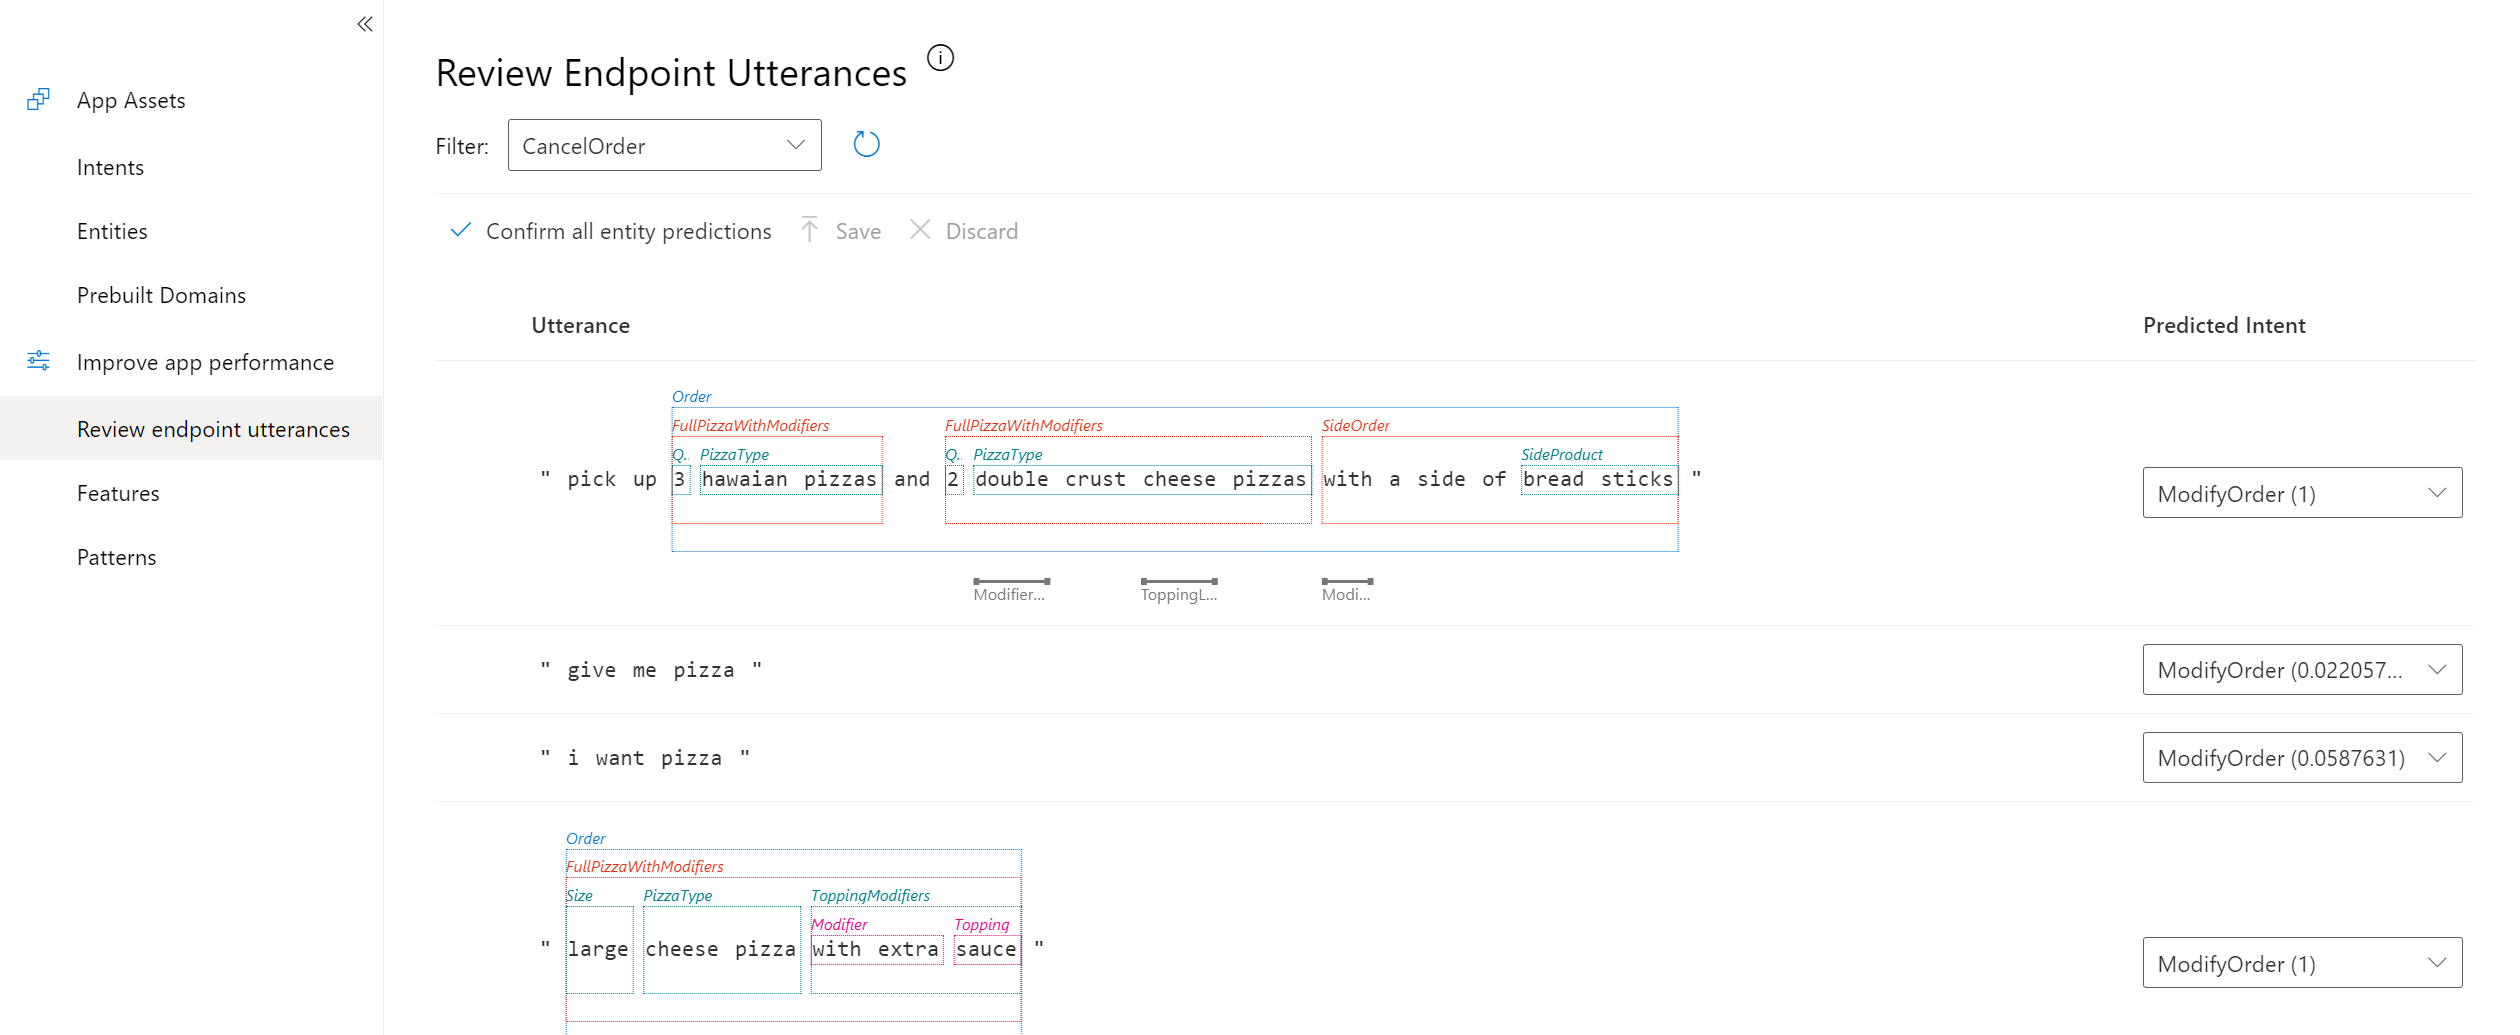 App Assets
Intents
Entities
Prebuilt Domains
Improve app performance
Review endpoint utterances
Features
Patterns
Review Endpoint Utterances
Filter: CancelOrder
Confirm all entity predictions Save Discard
Utterance Predicted Intent
Order
FullPizzaWithModifiers FullPizzaWithModifiers SideOrder
Q.. PizzaType Q.. PizzaType SideProduct
" pick up 3 hawaian pizzas and 2 double crust cheese pizzas with a side of bread sticks "
ModifyOrder (1)
Modifier... ToppingL... Modi...
" give me pizza " ModifyOrder (0.022057...
" i want pizza " ModifyOrder (0.0587631)
Order
FullPizzaWithModifiers
Size PizzaType ToppingModifiers
Modifier Topping
" large cheese pizza with extra sauce "
ModifyOrder (1)